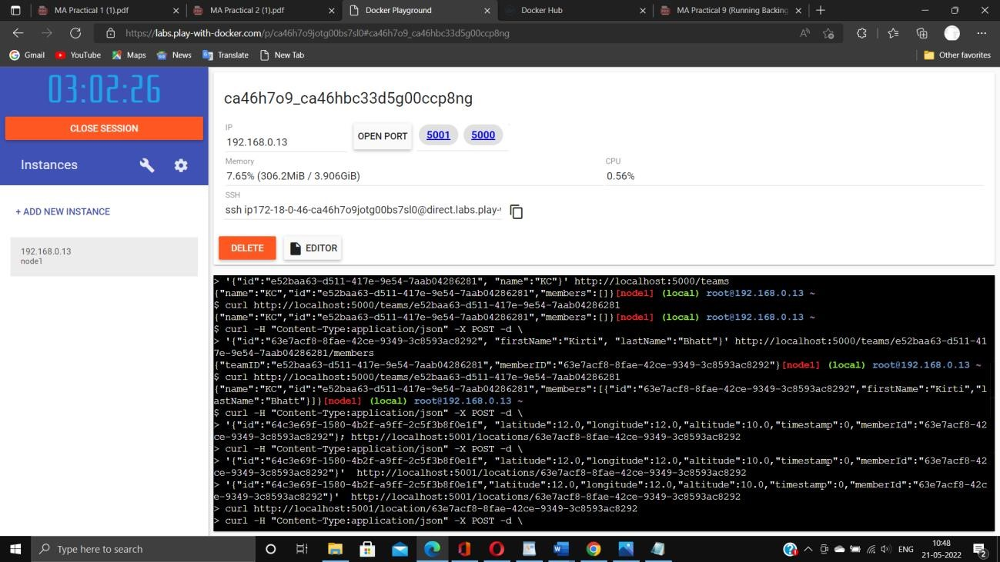 MA Practical 1 (1).pdf
MA Practical 2 (1).pdf
Docker Playground
Docker Hub
MA Practical 9 (Running Backing
https://labs.play-with-docker.com/p/ca46h7o9jotg00bs7sl0#ca46h7o9_ca46hbc33d5g00ccp8ng
Gmail
YouTube
Maps
News
Translate
New Tab
Other favorites
03:02:26
CLOSE SESSION
Instances
+ ADD NEW INSTANCE
192.168.0.13
node1
ca46h7o9_ca46hbc33d5g00ccp8ng
IP
192.168.0.13
OPEN PORT
5001
5000
Memory
7.65% (306.2MiB / 3.906GiB)
CPU
0.56%
SSH
ssh ip172-18-0-46-ca46h7o9jotg00bs7sl0@direct.labs.play-
DELETE
EDITOR
> '{"id":"e52baa63-d511-417e-9e54-7aab04286281", "name":"KC"}' http://localhost:5000/teams
{"name":"KC","id":"e52baa63-d511-417e-9e54-7aab04286281","members":[]}[node1] (local) root@192.168.0.13 ~
$ curl http://localhost:5000/teams/e52baa63-d511-417e-9e54-7aab04286281
{"name":"KC","id":"e52baa63-d511-417e-9e54-7aab04286281","members":[]}[node1] (local) root@192.168.0.13 ~
$ curl -H "Content-Type:application/json" -X POST -d \
> '{"id":"63e7acf8-8fae-42ce-9349-3c8593ac8292", "firstName":"Kirti", "lastName":"Bhatt"}' http://localhost:5000/teams/e52baa63-d511-41
7e-9e54-7aab04286281/members
{"teamID":"e52baa63-d511-417e-9e54-7aab04286281","memberID":"63e7acf8-8fae-42ce-9349-3c8593ac8292"}[node1] (local) root@192.168.0.13 ~
$ curl http://localhost:5000/teams/e52baa63-d511-417e-9e54-7aab04286281
{"name":"KC","id":"e52baa63-d511-417e-9e54-7aab04286281","members":[{"id":"63e7acf8-8fae-42ce-9349-3c8593ac8292","firstName":"Kirti","l
astName":"Bhatt"}]}[node1] (local) root@192.168.0.13 ~
$ curl -H "Content-Type:application/json" -X POST -d \
> '{"id":"64c3e69f-1580-4b2f-a9ff-2c5f3b8f0e1f", "latitude":12.0,"longitude":12.0,"altitude":10.0,"timestamp":0,"memberId":"63e7acf8-42
ce-9349-3c8593ac8292"}; http://localhost:5001/locations/63e7acf8-8fae-42ce-9349-3c8593ac8292
> curl -H "Content-Type:application/json" -X POST -d \
> '{"id":"64c3e69f-1580-4b2f-a9ff-2c5f3b8f0e1f", "latitude":12.0,"longitude":12.0,"altitude":10.0,"timestamp":0,"memberId":"63e7acf8-42
ce-9349-3c8593ac8292"}'  http://localhost:5001/locations/63e7acf8-8fae-42ce-9349-3c8593ac8292
> '{"id":"64c3e69f-1580-4b2f-a9ff-2c5f3b8f0e1f","latitude":12.0,"longitude":12.0,"altitude":10.0,"timestamp":0,"memberId":"63e7acf8-42c
e-9349-3c8593ac8292"}'  http://localhost:5001/locations/63e7acf8-8fae-42ce-9349-3c8593ac8292
> curl http://localhost:5001/location/63e7acf8-8fae-42ce-9349-3c8593ac8292
> curl -H "Content-Type:application/json" -X POST -d \
Type here to search
ENG
10:48
21-05-2022
2